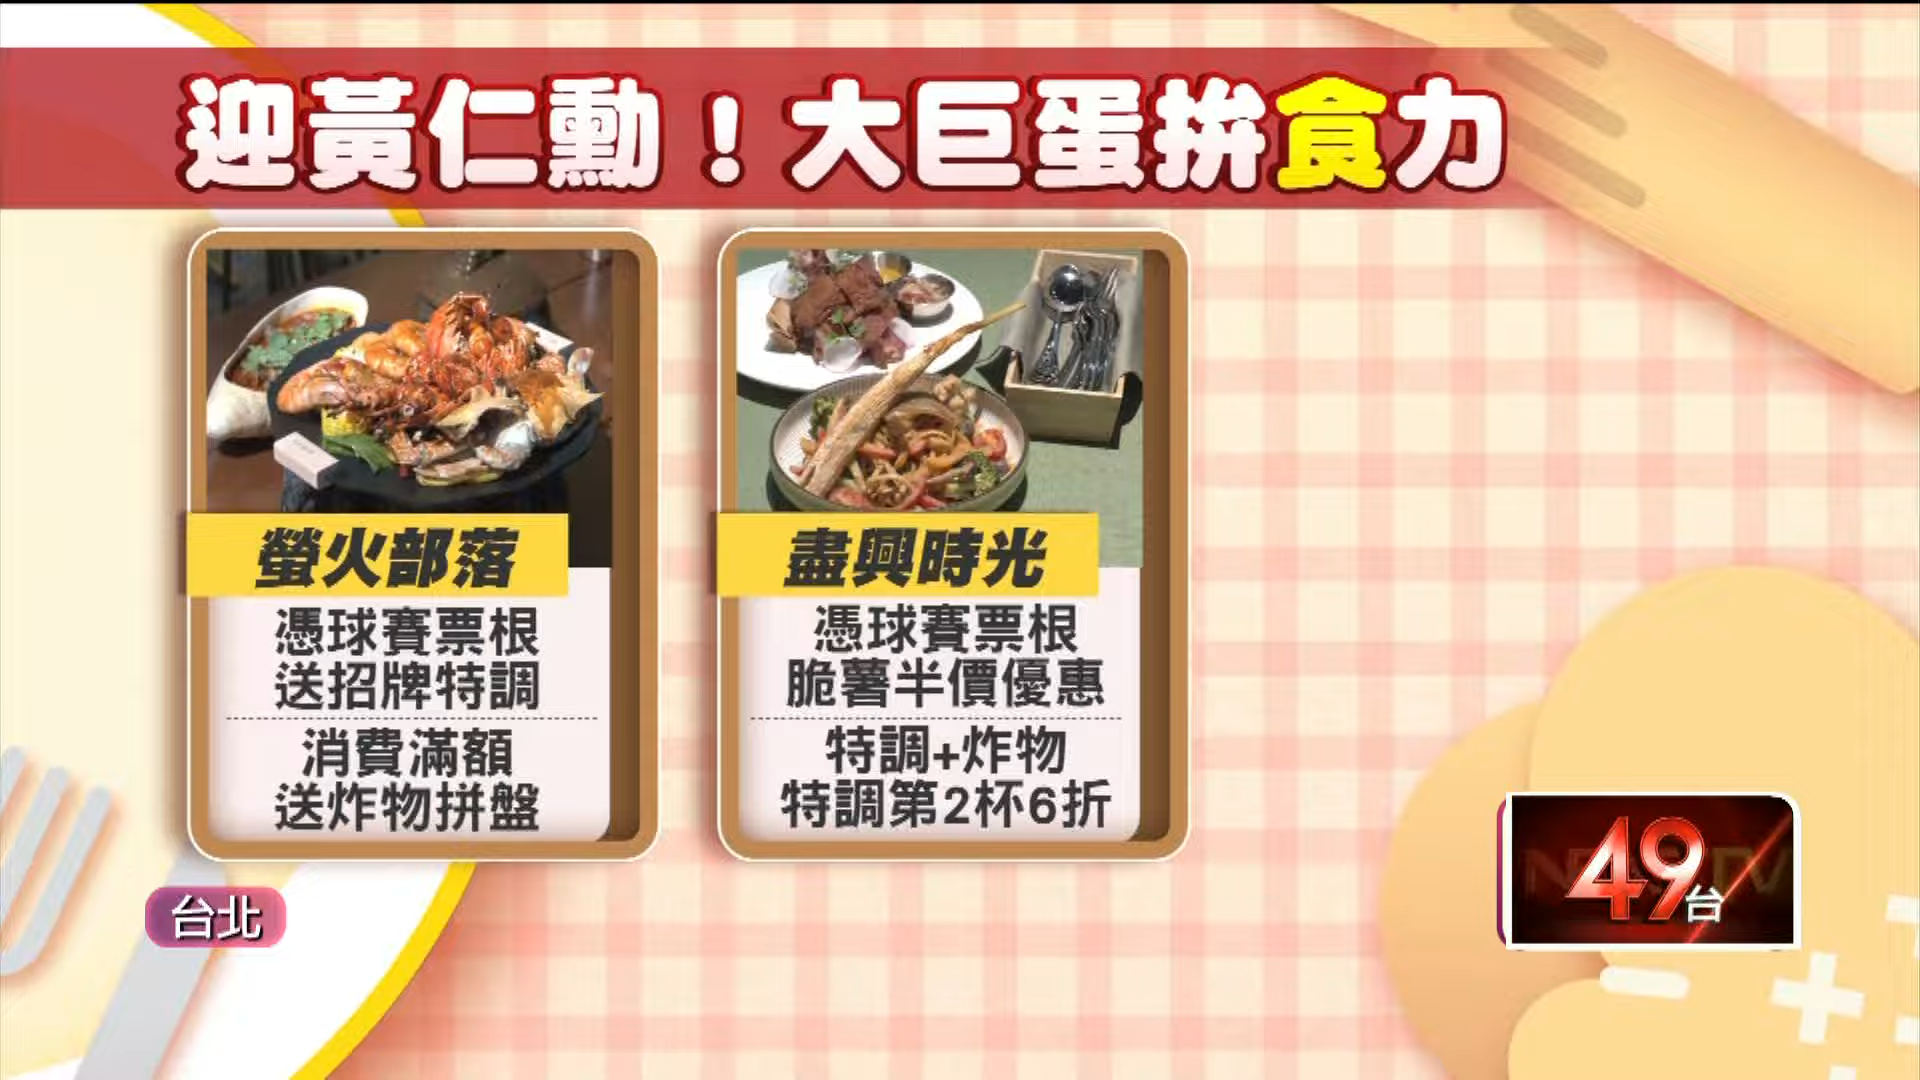 迎黃仁勳！大巨蛋拚食力
螢火部落
憑球賽票根
送招牌特調
消費滿額
送炸物拼盤
盡興時光
憑球賽票根
脆薯半價優惠
特調+炸物
特調第2杯6折
台北
49台